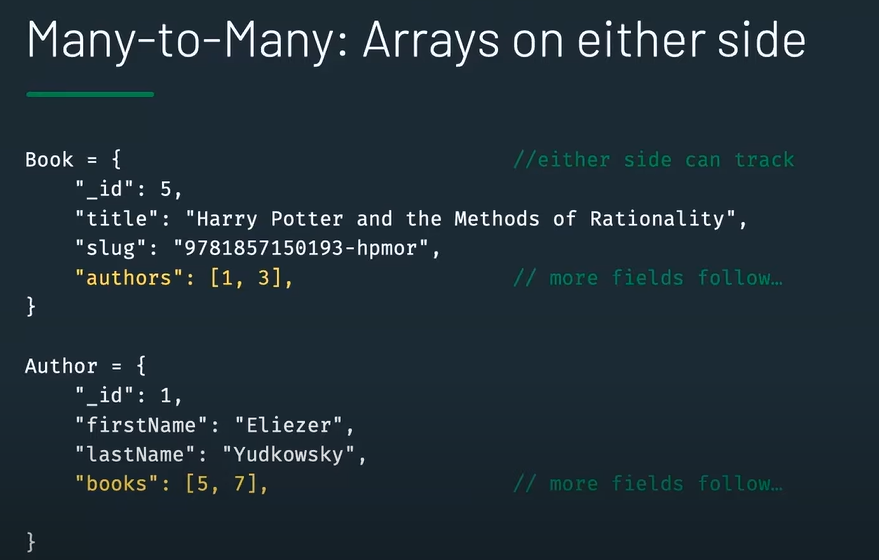 Many-to-Many: Arrays on either side
Book = { //either side can track
"_id": 5,
"title": "Harry Potter and the Methods of Rationality",
"slug": "9781857150193-hpmor",
"authors": [1, 3], // more fields follow…
}
Author = {
"_id": 1,
"firstName": "Eliezer",
"lastName": "Yudkowsky",
"books": [5, 7], // more fields follow…
}